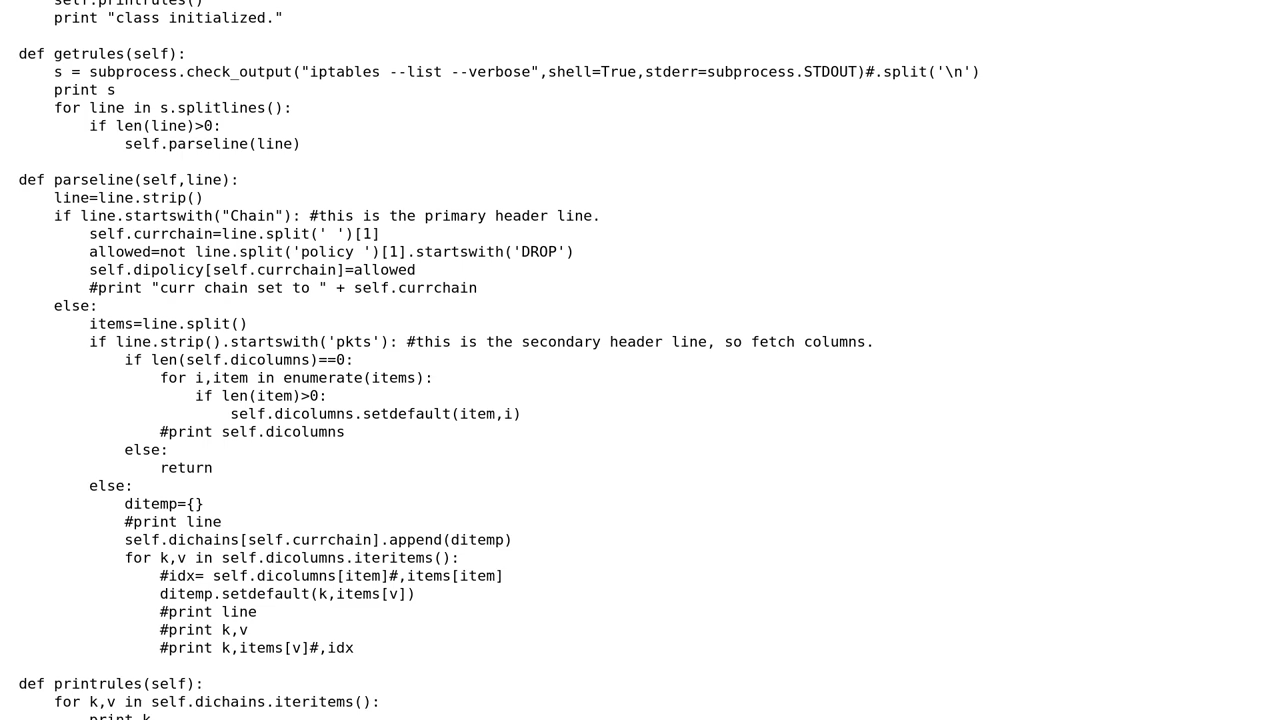 self.printrules()
        print "class initialized."

    def getrules(self):
        s = subprocess.check_output("iptables --list --verbose",shell=True,stderr=subprocess.STDOUT)#.split('\n')
        print s
        for line in s.splitlines():
            if len(line)>0:
                self.parseline(line)

    def parseline(self,line):
        line=line.strip()
        if line.startswith("Chain"): #this is the primary header line.
            self.currchain=line.split(' ')[1]
            allowed=not line.split('policy ')[1].startswith('DROP')
            self.dipolicy[self.currchain]=allowed
            #print "curr chain set to " + self.currchain
        else:
            items=line.split()
            if line.strip().startswith('pkts'): #this is the secondary header line, so fetch columns.
                if len(self.dicolumns)==0:
                    for i,item in enumerate(items):
                        if len(item)>0:
                            self.dicolumns.setdefault(item,i)
                    #print self.dicolumns
                else:
                    return
            else:
                ditemp={}
                #print line
                self.dichains[self.currchain].append(ditemp)
                for k,v in self.dicolumns.iteritems():
                    #idx= self.dicolumns[item]#,items[item]
                    ditemp.setdefault(k,items[v])
                    #print line
                    #print k,v
                    #print k,items[v]#,idx

    def printrules(self):
        for k,v in self.dichains.iteritems():
            print k